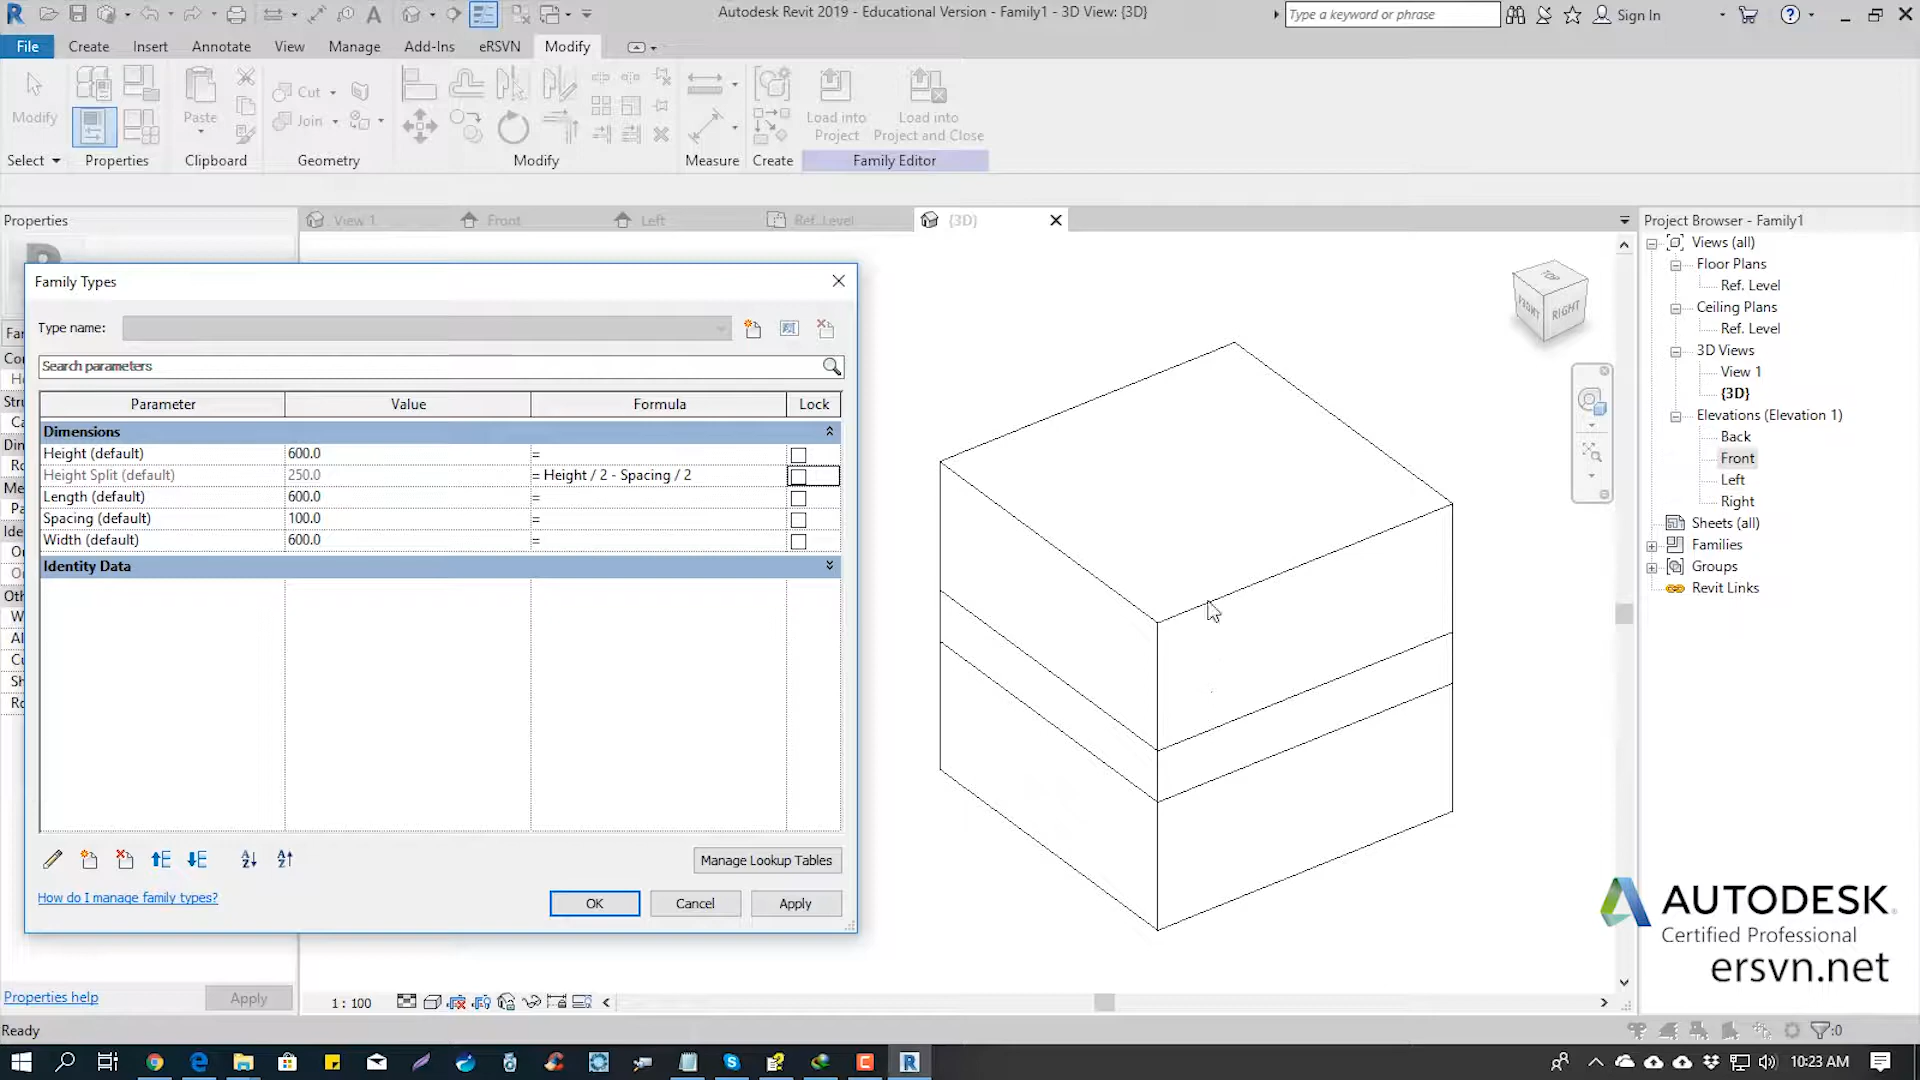 Autodesk Revit 2019 - Educational Version - Family1 - 3D View: {3D}
Type a keyword or phrase
Sign In
File
Create
Insert
Annotate
View
Manage
Add-Ins
eRSVN
Modify
Modify
Paste
Cut
Join
Load into
Project
Load into
Project and Close
Select
Properties
Clipboard
Geometry
Modify
Measure
Create
Family Editor
Properties
View 1
Front
Left
Ref. Level
{3D}
Project Browser - Family1
Views (all)
Floor Plans
Ref. Level
Ceiling Plans
Ref. Level
3D Views
View 1
{3D}
Elevations (Elevation 1)
Back
Front
Left
Right
Sheets (all)
Families
Groups
Revit Links
TOP
FRONT
RIGHT
Family Types
Type name:
Search parameters
Parameter
Value
Formula
Lock
Dimensions
Height (default)
600.0
=
Height Split (default)
250.0
= Height / 2 - Spacing / 2
Length (default)
600.0
=
Spacing (default)
100.0
=
Width (default)
600.0
=
Identity Data
Manage Lookup Tables
How do I manage family types?
OK
Cancel
Apply
Properties help
Apply
1 : 100
AUTODESK
Certified Professional
ersvn.net
Ready
:0
10:23 AM